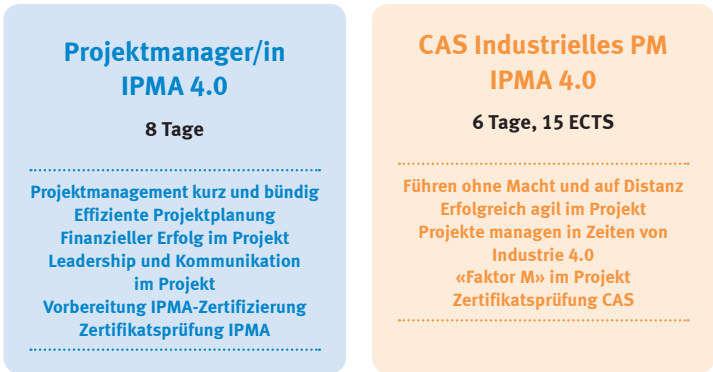 Projektmanager/in
IPMA 4.0
8 Tage
Projektmanagement kurz und bündig
Effiziente Projektplanung
Finanzieller Erfolg im Projekt
Leadership und Kommunikation
im Projekt
Vorbereitung IPMA-Zertifizierung
Zertifikatsprüfung IPMA
CAS Industrielles PM
IPMA 4.0
6 Tage, 15 ECTS
Führen ohne Macht und auf Distanz
Erfolgreich agil im Projekt
Projekte managen in Zeiten von
Industrie 4.0
«Faktor M» im Projekt
Zertifikatsprüfung CAS